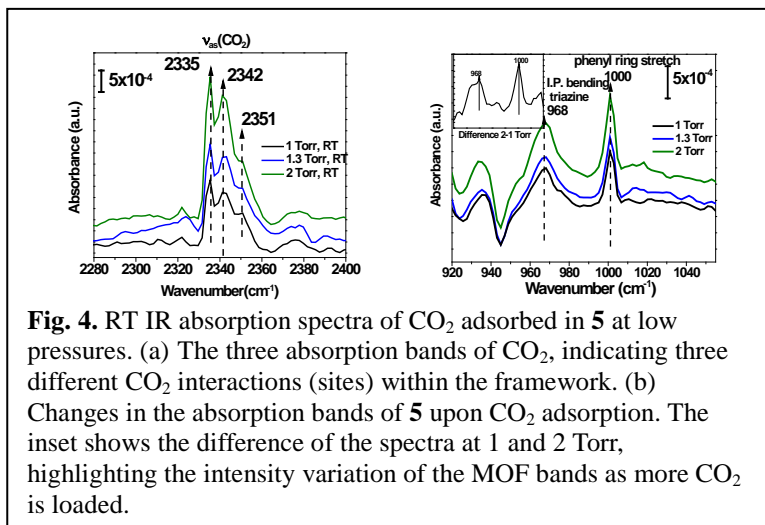 νas(CO2)
2335
2342
2351
5x10-4
1 Torr, RT
1.3 Torr, RT
2 Torr, RT
Absorbance (a.u.)
2280 2300 2320 2340 2360 2380 2400
Wavenumber(cm-1)
968
1000
Difference 2-1 Torr
phenyl ring stretch
1000
5x10-4
I.P. bending
triazine
968
1 Torr
1.3 Torr
2 Torr
Absorbance (a.u.)
920 940 960 980 1000 1020 1040
Wavenumber (cm-1)
Fig. 4. RT IR absorption spectra of CO2 adsorbed in 5 at low
pressures. (a) The three absorption bands of CO2, indicating three
different CO2 interactions (sites) within the framework. (b)
Changes in the absorption bands of 5 upon CO2 adsorption. The
inset shows the difference of the spectra at 1 and 2 Torr,
highlighting the intensity variation of the MOF bands as more CO2
is loaded.